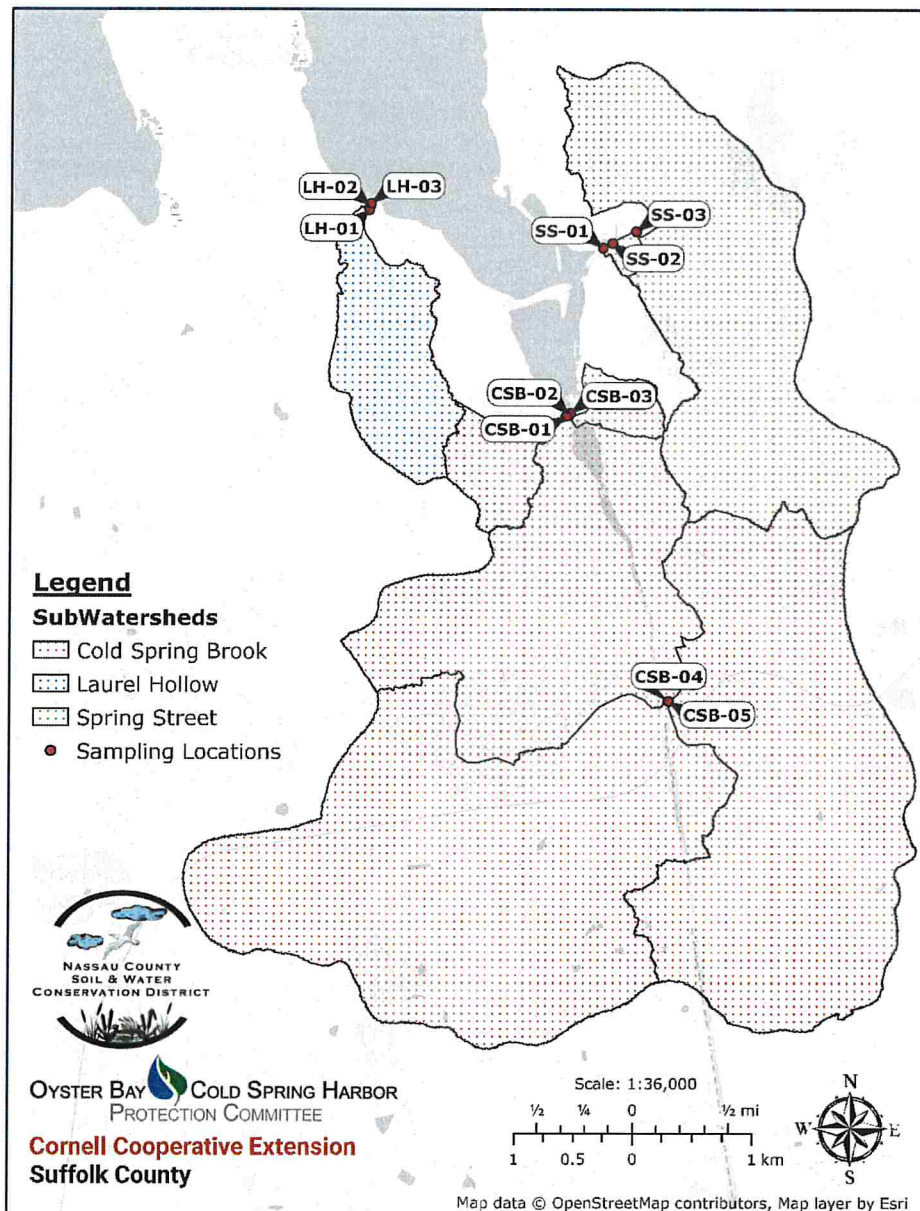 LH-02
LH-03
LH-01
SS-01
SS-03
SS-02
CSB-02
CSB-03
CSB-01
CSB-04
CSB-05
Legend
SubWatersheds
Cold Spring Brook
Laurel Hollow
Spring Street
Sampling Locations
NASSAU COUNTY
SOIL & WATER
CONSERVATION DISTRICT
OYSTER BAY COLD SPRING HARBOR
PROTECTION COMMITTEE
Cornell Cooperative Extension
Suffolk County
Scale: 1:36,000
½ ¼ 0 ½ mi
1 0.5 0 1 km
N
W E
S
Map data © OpenStreetMap contributors, Map layer by Esri